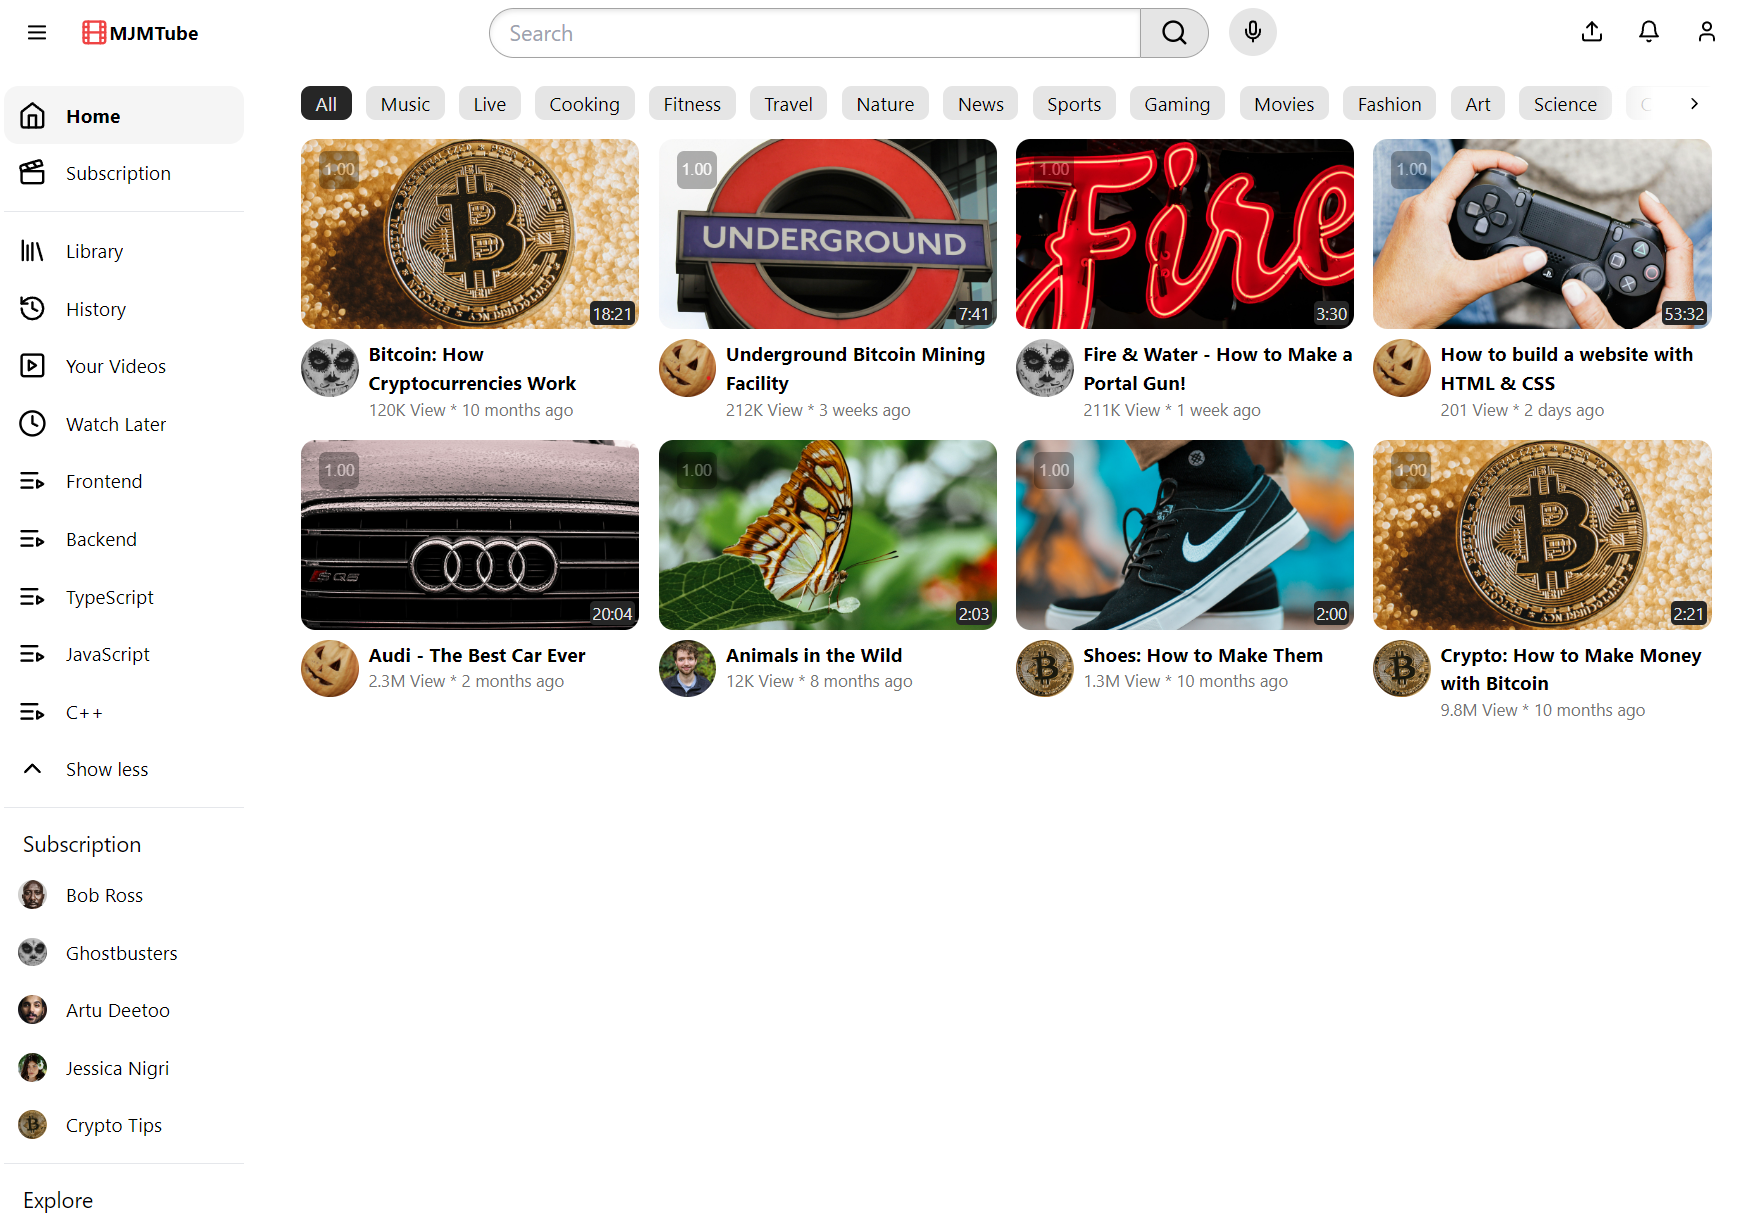 MJMTube
Search
Home
Subscription
Library
History
Your Videos
Watch Later
Frontend
Backend
TypeScript
JavaScript
C++
Show less
Subscription
Bob Ross
Ghostbusters
Artu Deetoo
Jessica Nigri
Crypto Tips
Explore
All Music Live Cooking Fitness Travel Nature News Sports Gaming Movies Fashion Art Science
1.00
18:21
Bitcoin: How
Cryptocurrencies Work
120K View * 10 months ago
1.00
UNDERGROUND
7:41
Underground Bitcoin Mining
Facility
212K View * 3 weeks ago
1.00
Fire
3:30
Fire & Water - How to Make a
Portal Gun!
211K View * 1 week ago
1.00
53:32
How to build a website with
HTML & CSS
201 View * 2 days ago
1.00
SQ8
20:04
Audi - The Best Car Ever
2.3M View * 2 months ago
1.00
2:03
Animals in the Wild
12K View * 8 months ago
1.00
2:00
Shoes: How to Make Them
1.3M View * 10 months ago
1.00
2:21
Crypto: How to Make Money
with Bitcoin
9.8M View * 10 months ago